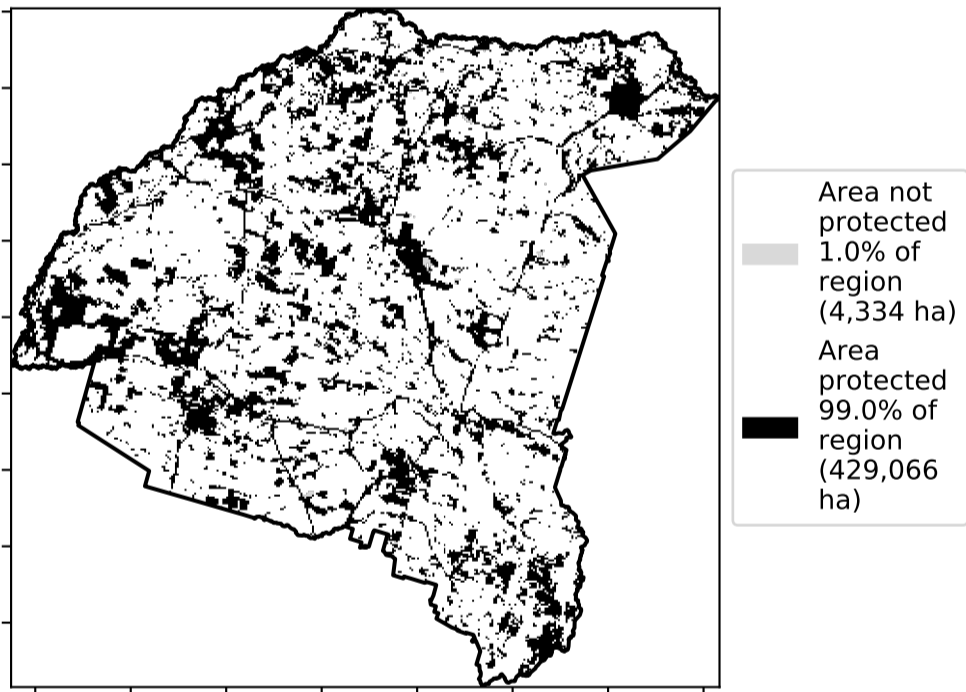 Area not
protected
1.0% of
region
(4,334 ha)
Area
protected
99.0% of
region
(429,066
ha)